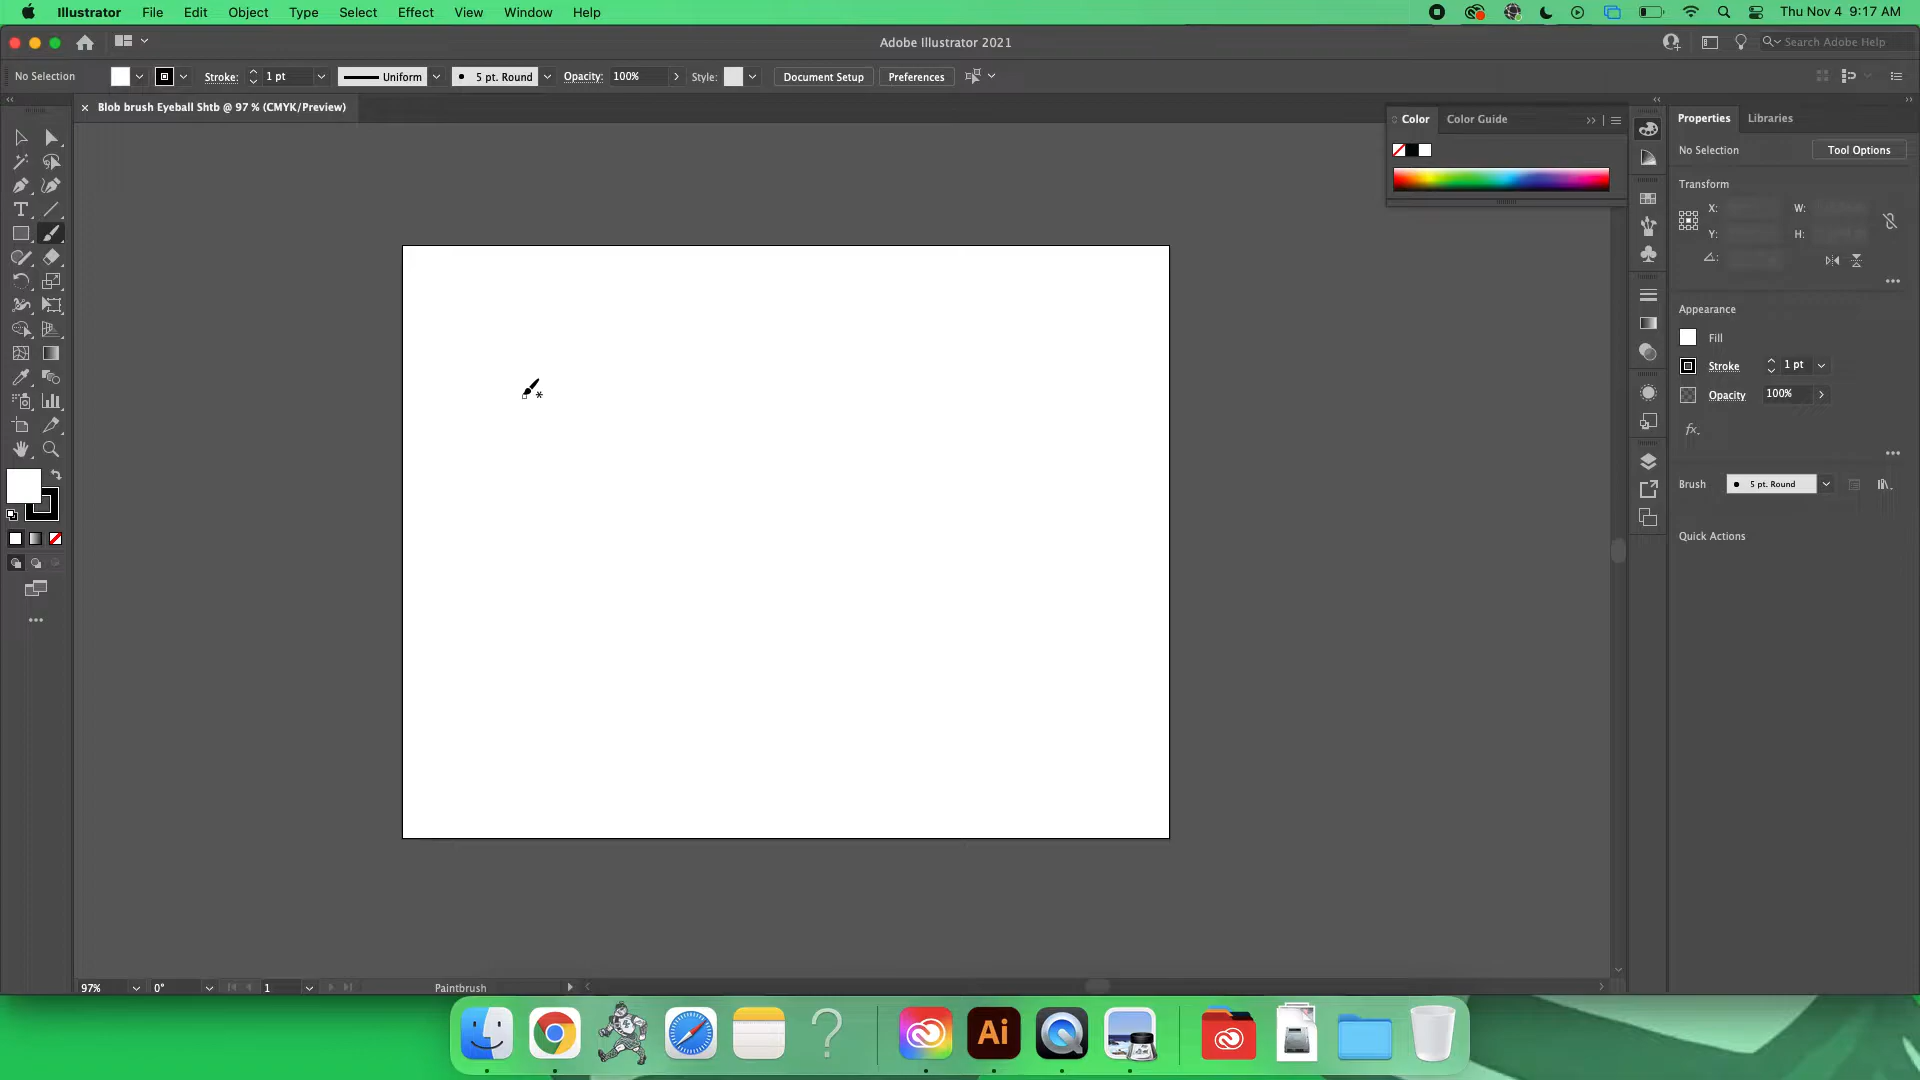 Illustrator File Edit Object Type Select Effect View Window Help Thu Nov 4 9:17 AM
Adobe Illustrator 2021 Search Adobe Help
No Selection Stroke: 1 pt Uniform 5 pt. Round Opacity: 100% Style: Document Setup Preferences
Blob brush Eyeball Shtb @ 97 % (CMYK/Preview)
Color Color Guide
Properties Libraries
No Selection Tool Options
Transform
X: W:
Y: H:
Appearance
Fill
Stroke 1 pt
Opacity 100%
fx.
Brush 5 pt. Round
Quick Actions
97% 0° 1 Paintbrush
Ai